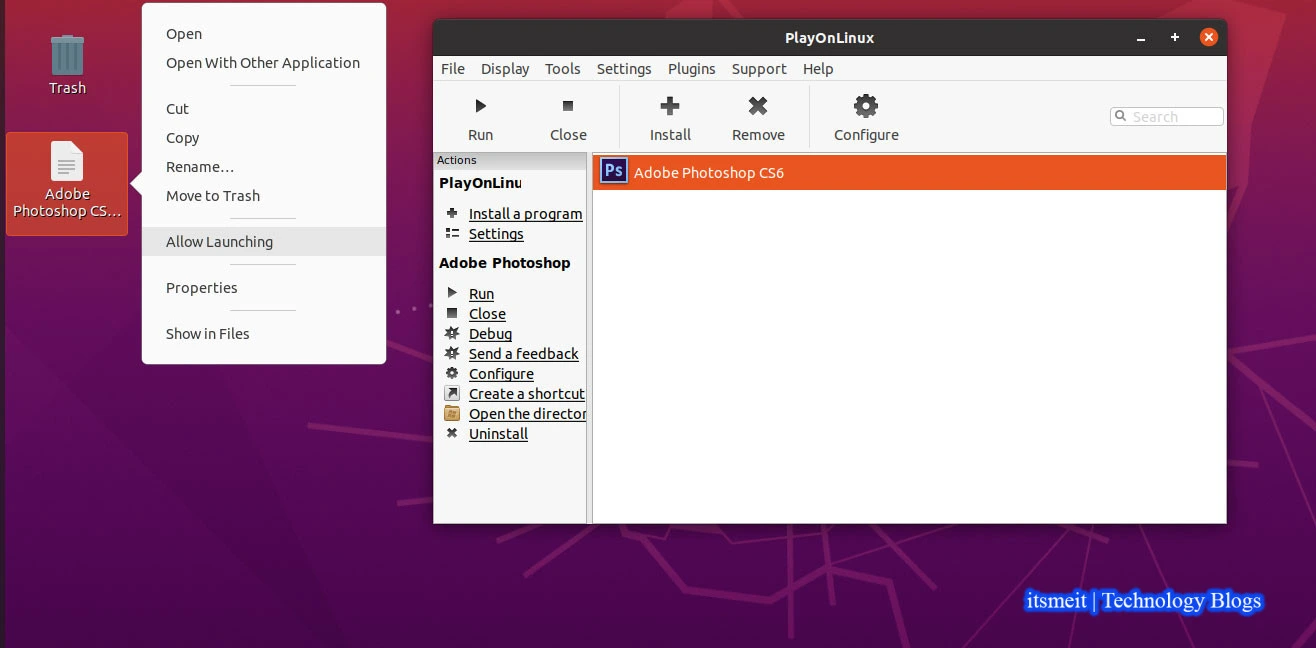 Trash
Adobe
Photoshop CS...
Open
Open With Other Application
Cut
Copy
Rename...
Move to Trash
Allow Launching
Properties
Show in Files
PlayOnLinux
File Display Tools Settings Plugins Support Help
Run Close Install Remove Configure
Search
Actions
PlayOnLinu
Install a program
Settings
Adobe Photoshop
Run
Close
Debug
Send a feedback
Configure
Create a shortcut
Open the director
Uninstall
Ps Adobe Photoshop CS6
itsmeit | Technology Blogs